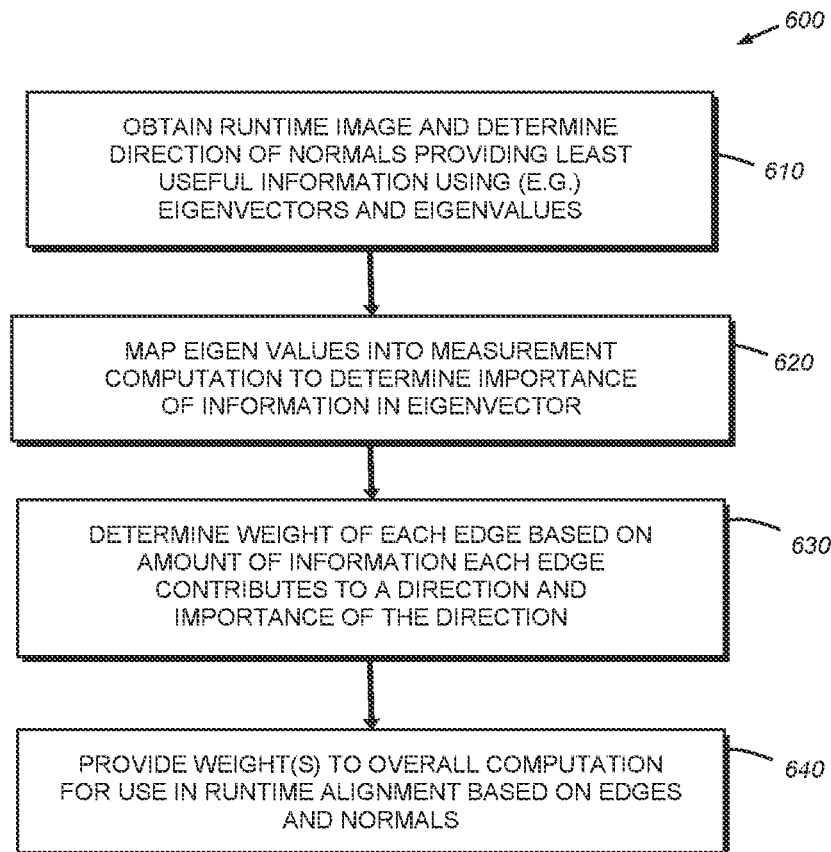 600
OBTAIN RUNTIME IMAGE AND DETERMINE
DIRECTION OF NORMALS PROVIDING LEAST
USEFUL INFORMATION USING (E.G.)
EIGENVECTORS AND EIGENVALUES
610
MAP EIGEN VALUES INTO MEASUREMENT
COMPUTATION TO DETERMINE IMPORTANCE
OF INFORMATION IN EIGENVECTOR
620
DETERMINE WEIGHT OF EACH EDGE BASED ON
AMOUNT OF INFORMATION EACH EDGE
CONTRIBUTES TO A DIRECTION AND
IMPORTANCE OF THE DIRECTION
630
PROVIDE WEIGHT(S) TO OVERALL COMPUTATION
FOR USE IN RUNTIME ALIGNMENT BASED ON EDGES
AND NORMALS
640